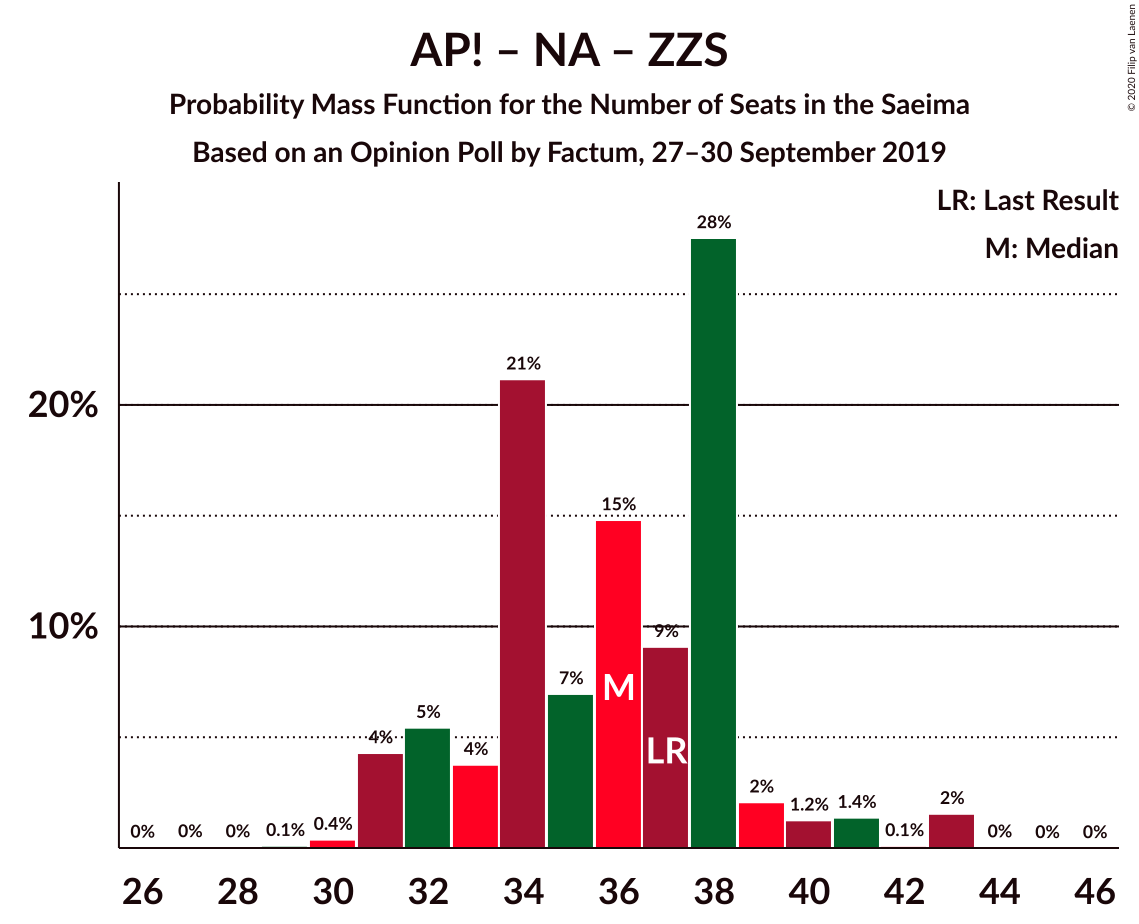 AP! – NA – ZZS
Probability Mass Function for the Number of Seats in the Saeima
Based on an Opinion Poll by Factum, 27–30 September 2019
© 2020 Filip van Laenen
LR: Last Result
M: Median
20%
10%
0%
0%
0%
0.1%
0.4%
4%
5%
4%
21%
7%
15%
9%
28%
2%
1.2%
1.4%
0.1%
2%
0%
0%
0%
M
LR
26 28 30 32 34 36 38 40 42 44 46